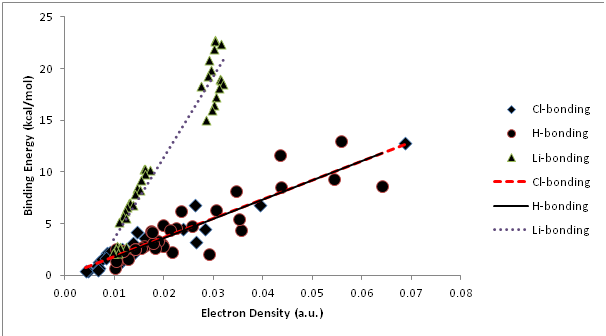 25
20
15
10
5
0
Binding Energy (kcal/mol)
0.00 0.01 0.02 0.03 0.04 0.05 0.06 0.07 0.08
Electron Density (a.u.)
Cl-bonding
H-bonding
Li-bonding
Cl-bonding
H-bonding
Li-bonding